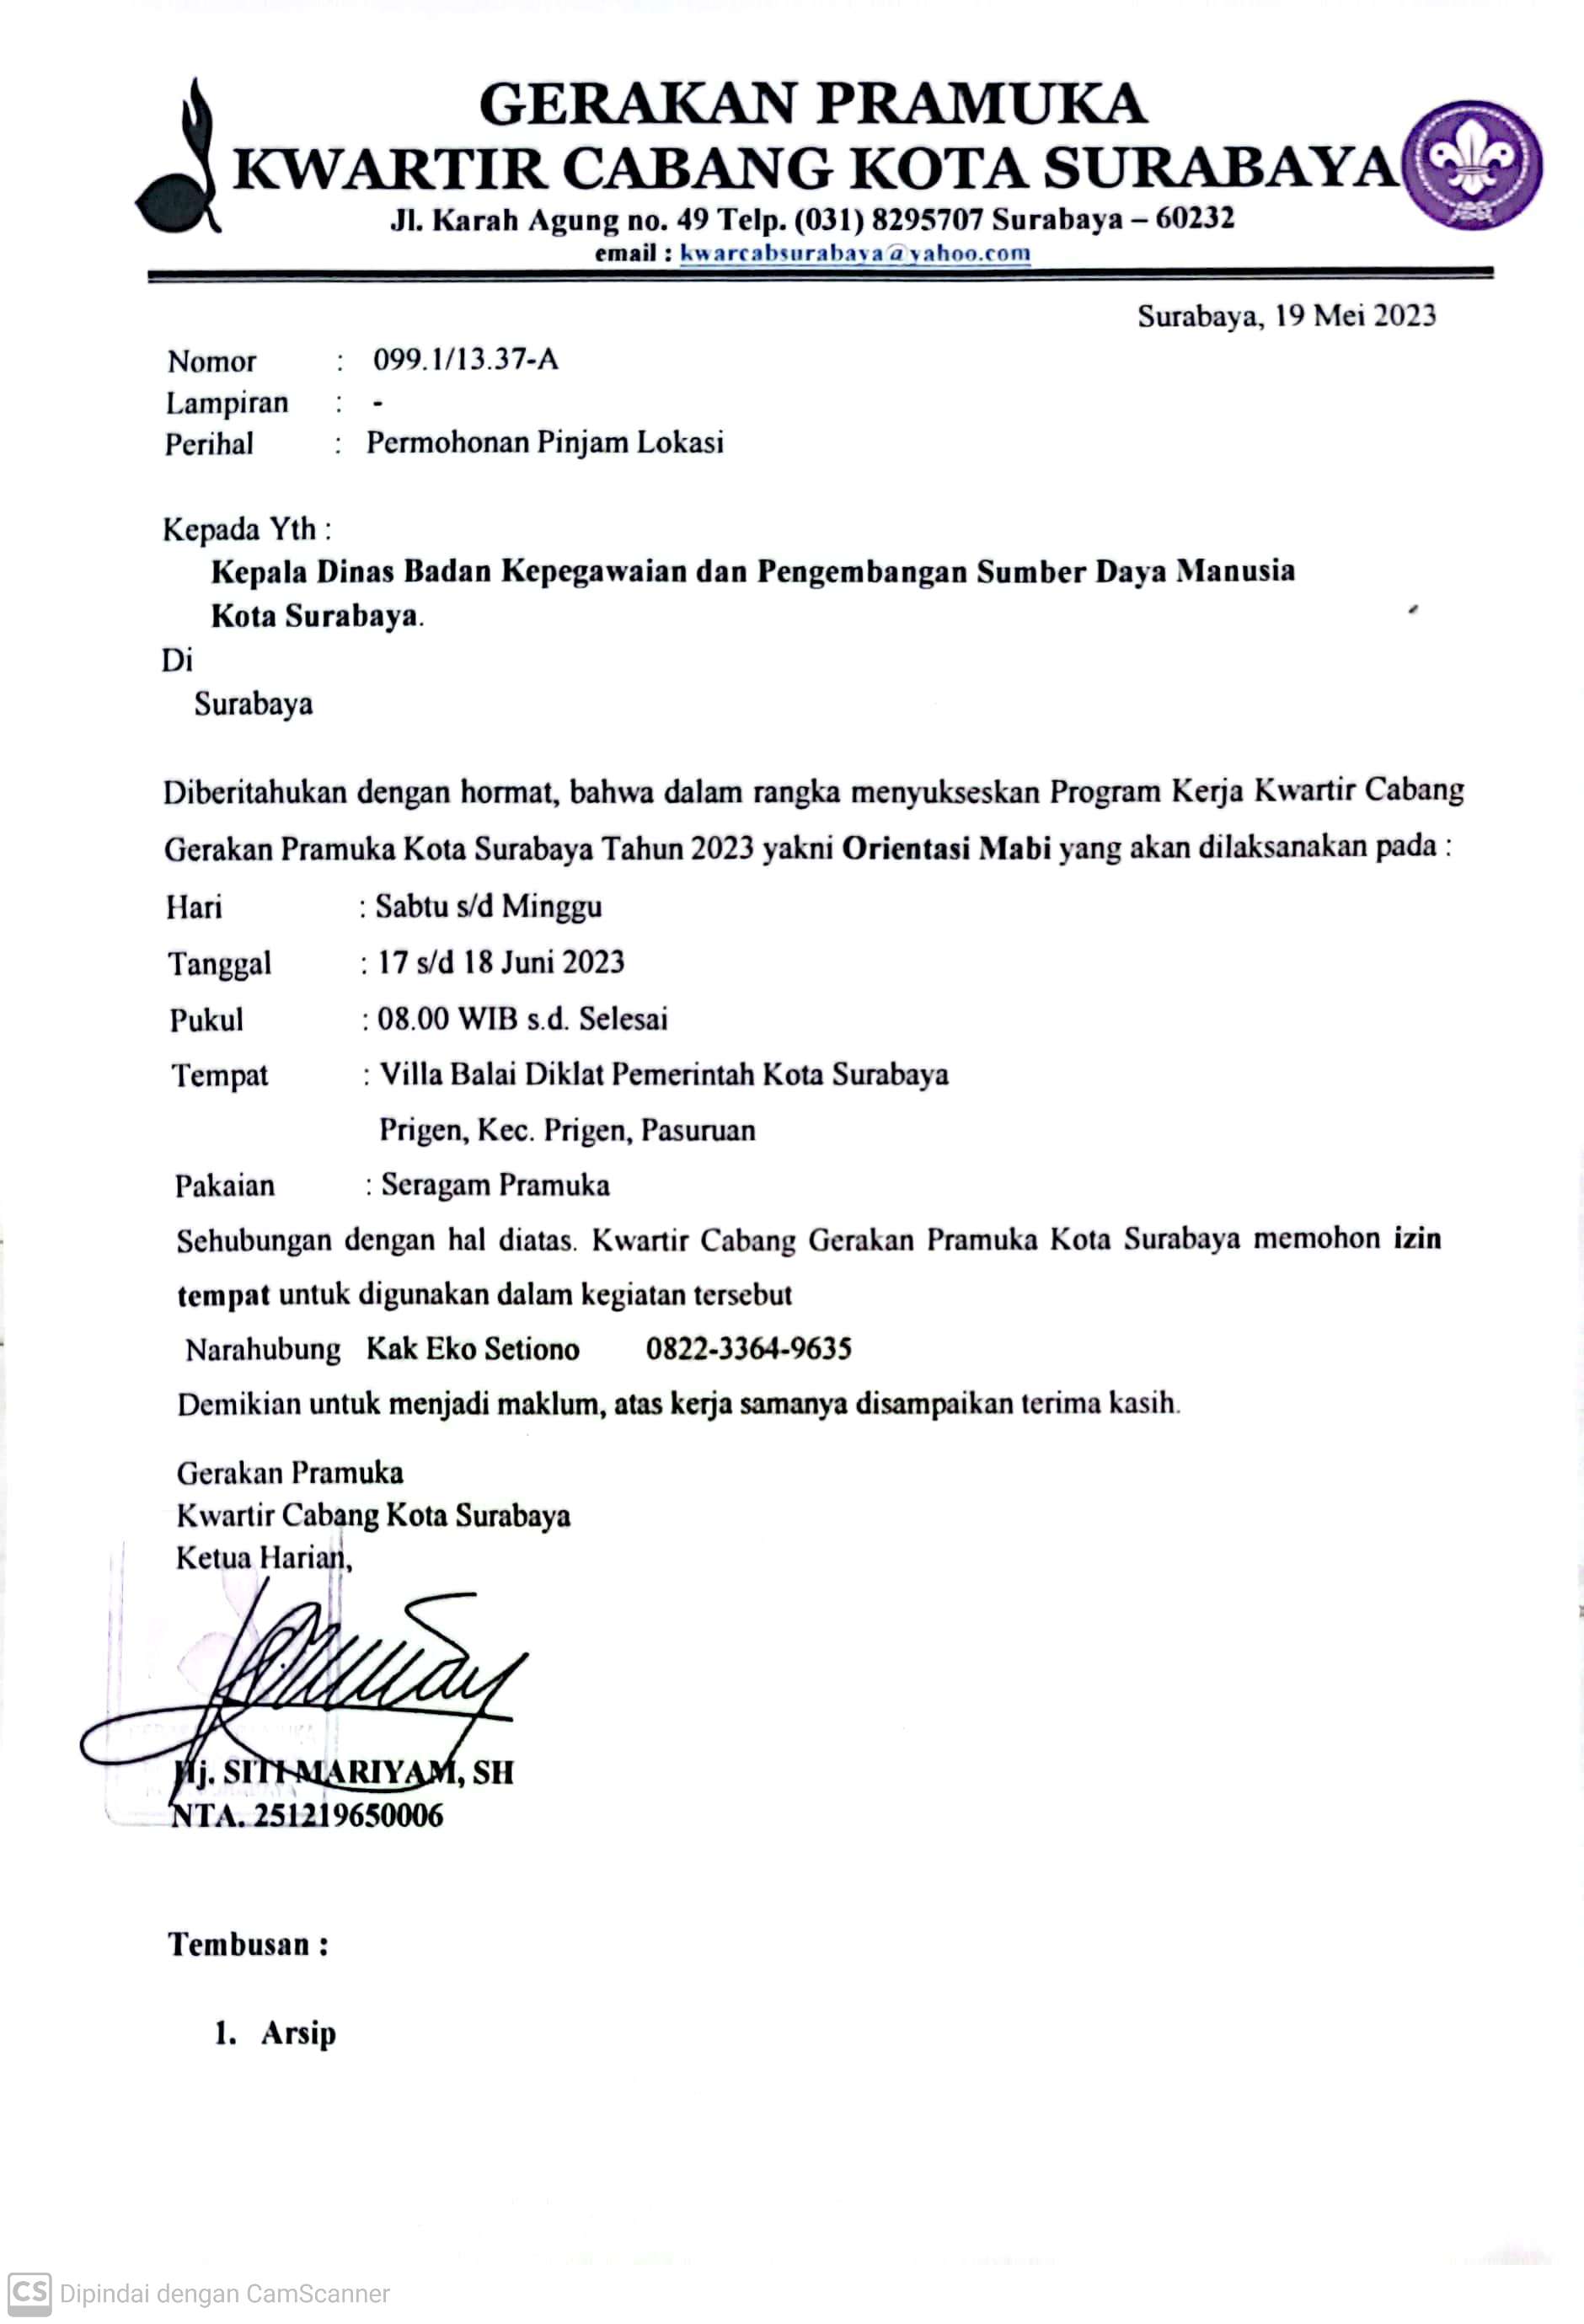 GERAKAN PRAMUKA
KWARTIR CABANG KOTA SURABAYA
Jl. Karah Agung no. 49 Telp. (031) 8295707 Surabaya – 60232
email : kwarcabsurabaya@yahoo.com
Surabaya, 19 Mei 2023
Nomor : 099.1/13.37-A
Lampiran : -
Perihal : Permohonan Pinjam Lokasi
Kepada Yth :
Kepala Dinas Badan Kepegawaian dan Pengembangan Sumber Daya Manusia
Kota Surabaya.
Di
Surabaya
Diberitahukan dengan hormat, bahwa dalam rangka menyukseskan Program Kerja Kwartir Cabang
Gerakan Pramuka Kota Surabaya Tahun 2023 yakni Orientasi Mabi yang akan dilaksanakan pada :
Hari : Sabtu s/d Minggu
Tanggal : 17 s/d 18 Juni 2023
Pukul : 08.00 WIB s.d. Selesai
Tempat : Villa Balai Diklat Pemerintah Kota Surabaya
Prigen, Kec. Prigen, Pasuruan
Pakaian : Seragam Pramuka
Sehubungan dengan hal diatas. Kwartir Cabang Gerakan Pramuka Kota Surabaya memohon izin
tempat untuk digunakan dalam kegiatan tersebut
Narahubung Kak Eko Setiono 0822-3364-9635
Demikian untuk menjadi maklum, atas kerja samanya disampaikan terima kasih.
Gerakan Pramuka
Kwartir Cabang Kota Surabaya
Ketua Harian,
Hj. SITI MARIYAM, SH
NTA. 251219650006
Tembusan :
1. Arsip
CS Dipindai dengan CamScanner